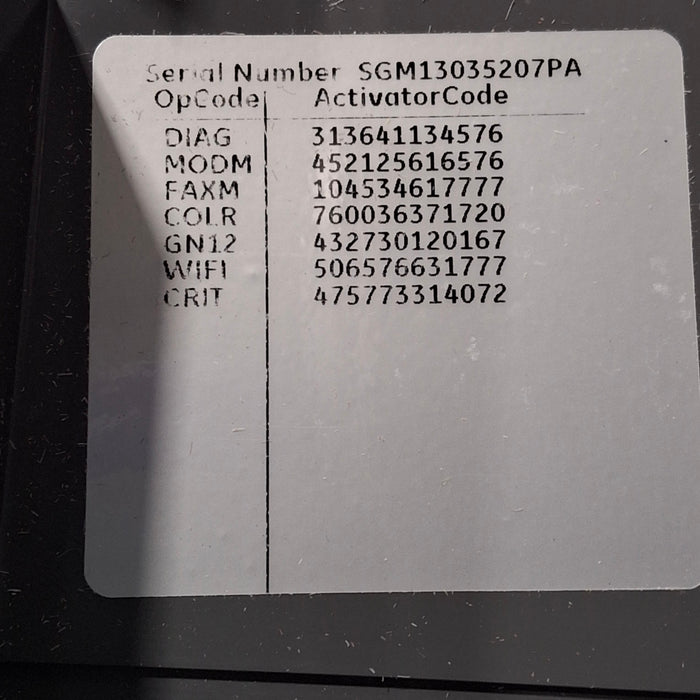 Serial Number SGM13035207PA
OpCode ActivatorCode
DIAG 313641134576
MODM 452125616576
FAXM 104534617777
COLR 760036371720
GN12 432730120167
WIFI 506576631777
CRIT 475773314072